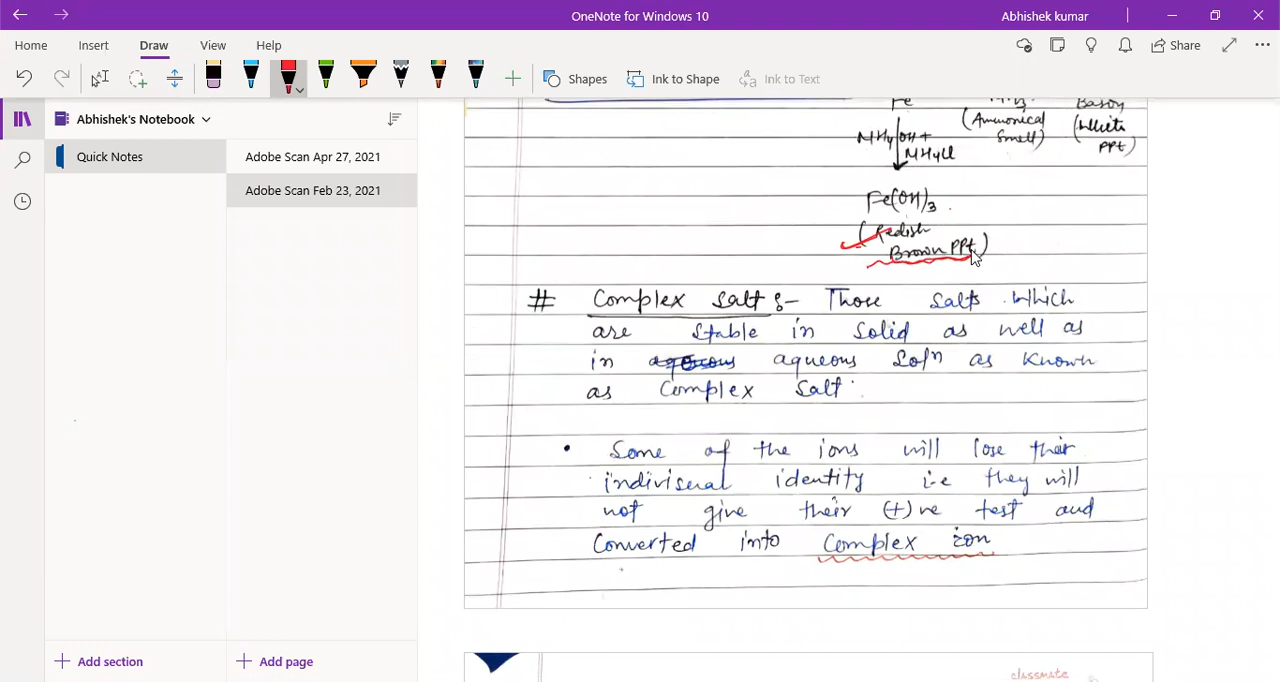 OneNote for Windows 10
Abhishek kumar
Home Insert Draw View Help
Share
Shapes Ink to Shape Ink to Text
Abhishek's Notebook
Quick Notes
Adobe Scan Apr 27, 2021
Adobe Scan Feb 23, 2021
Add section
Add page
Fe
(Ammonical
Smell)
(White
PPt)
NH4OH +
NH4Cl
Fe(OH)3
(Redish
Brown PPt)
# Complex Salt :- Those Salts Which
are Stable in Solid as well as
in aqueous Soln as Known
as Complex Salt.
• Some of the ions will lose their
indivisual identity i.e they will
not give their (+)ve test and
Converted into Complex ion
classmate